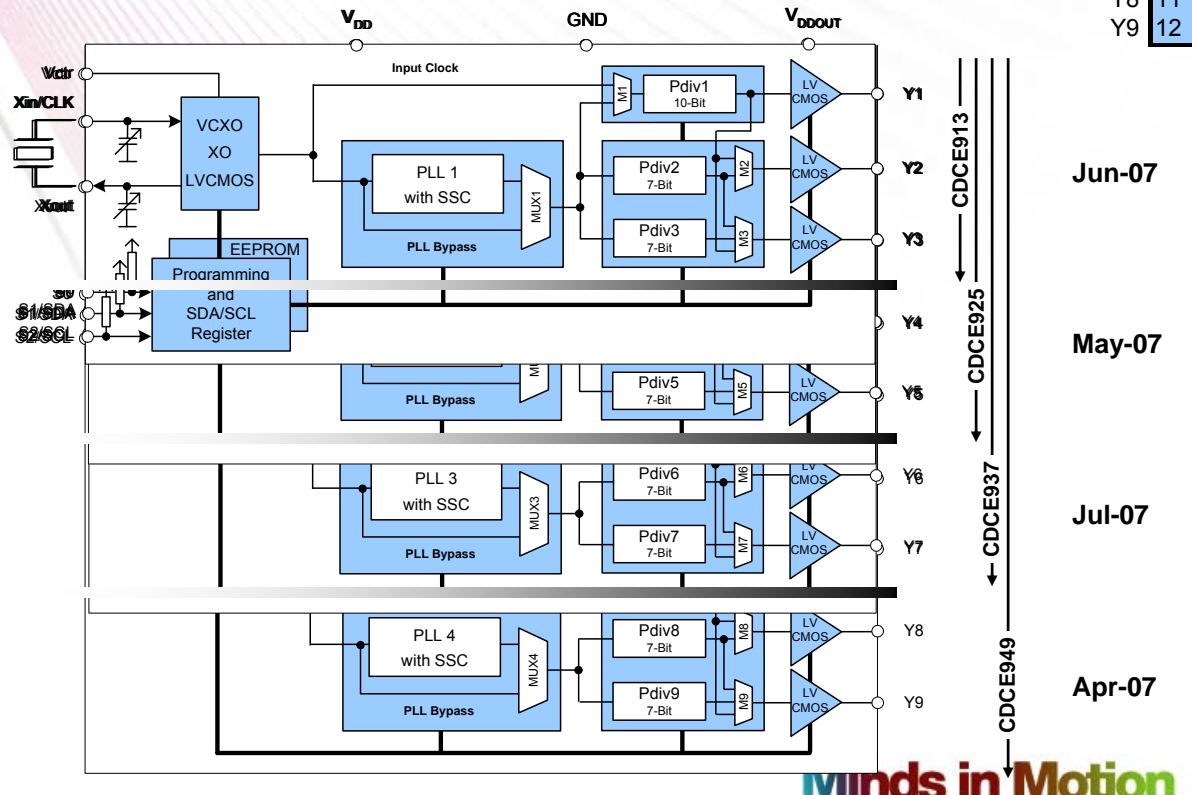 Y8 11
Y9 12
VDD
GND
VDDOUT
Input Clock
Vctr
Xin/CLK
VCXO
XO
LVCMOS
Xout
PLL 1
with SSC
MUX1
PLL Bypass
M1
Pdiv1
10-Bit
LV
CMOS
Y1
Pdiv2
7-Bit
M2
LV
CMOS
Y2
Pdiv3
7-Bit
M3
LV
CMOS
Y3
EEPROM
Programming
and
SDA/SCL
Register
S0
S1/SDA
S2/SCL
Y4
PLL Bypass
Pdiv5
7-Bit
M5
LV
CMOS
Y5
PLL 3
with SSC
MUX3
PLL Bypass
Pdiv6
7-Bit
M6
LV
CMOS
Y6
Pdiv7
7-Bit
M7
LV
CMOS
Y7
PLL 4
with SSC
MUX4
PLL Bypass
Pdiv8
7-Bit
M8
LV
CMOS
Y8
Pdiv9
7-Bit
M9
LV
CMOS
Y9
CDCE913
CDCE925
CDCE937
CDCE949
Jun-07
May-07
Jul-07
Apr-07
Minds in Motion